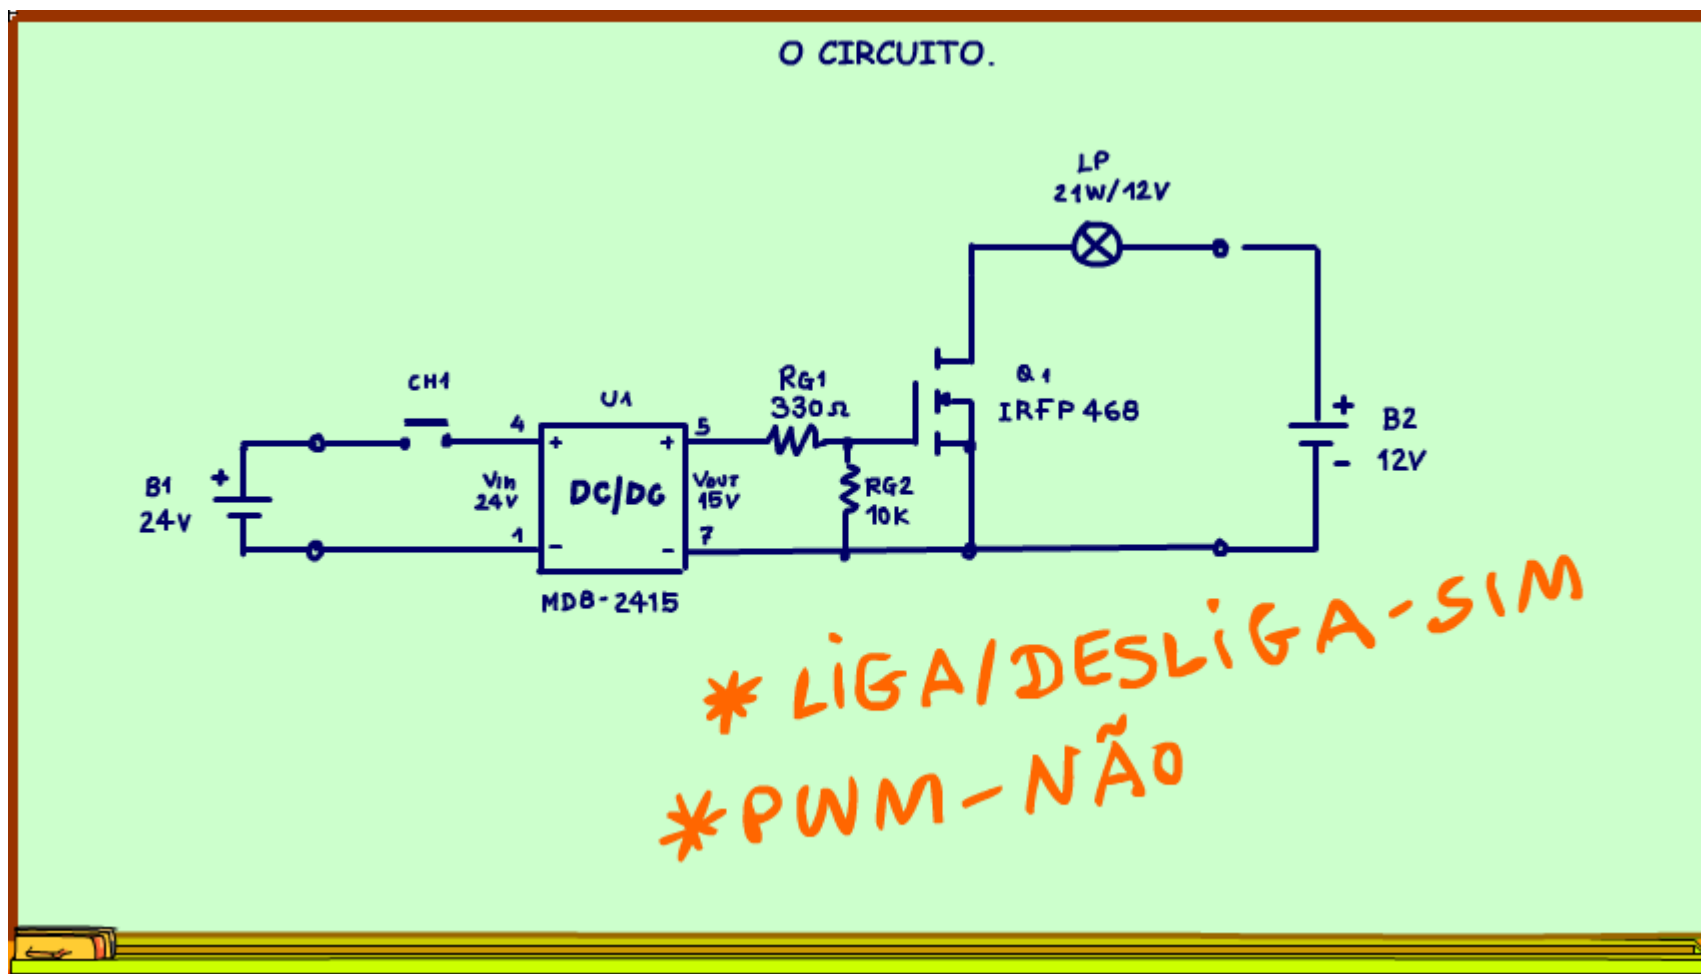 O CIRCUITO.
LP
21W/12V
CH1
U1
RG1
330Ω
Q1
IRFP468
B1
24V
+
4
+
+
5
Vin
24V
DC/DC
Vout
15V
1
-
-
7
RG2
10K
+
-
B2
12V
MD8-2415
* LIGA/DESLIGA-SIM
*PWM-NÃO